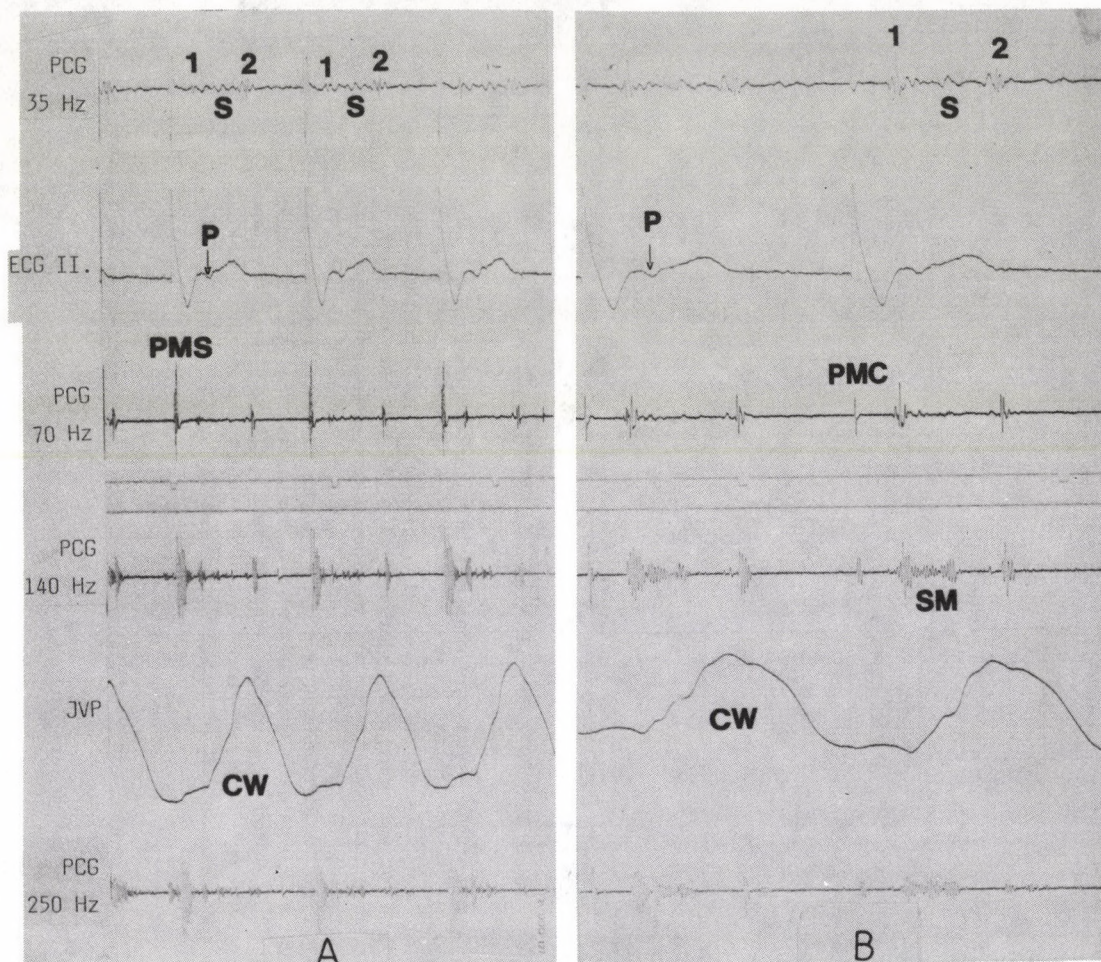 PCG
35 Hz
1 2 1 2
S S
1 2
S
ECG II.
P
P
PMS
PCG
70 Hz
PMC
PCG
140 Hz
SM
JVP
CW
CW
PCG
250 Hz
A
B